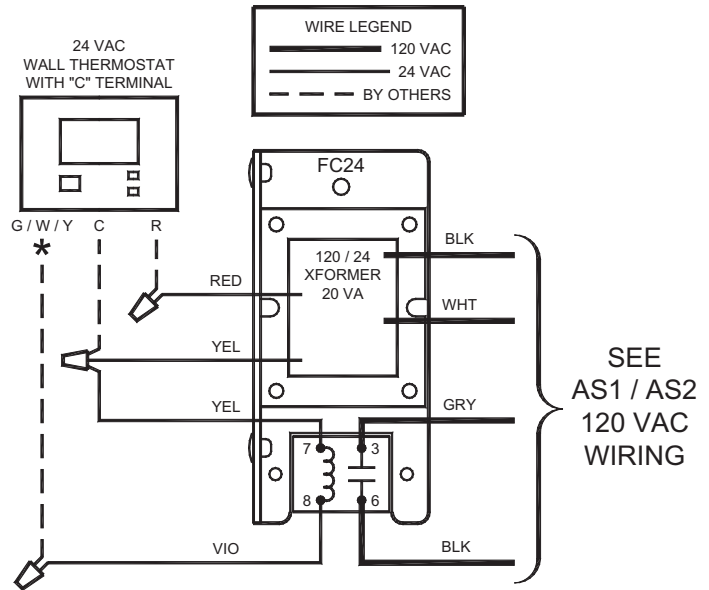 WIRE LEGEND
120 VAC
24 VAC
BY OTHERS
24 VAC
WALL THERMOSTAT
WITH "C" TERMINAL
G / W / Y C R
*
FC24
120 / 24
XFORMER
20 VA
RED
YEL
YEL
VIO
BLK
WHT
GRY
BLK
7
3
8
6
SEE
AS1 / AS2
120 VAC
WIRING